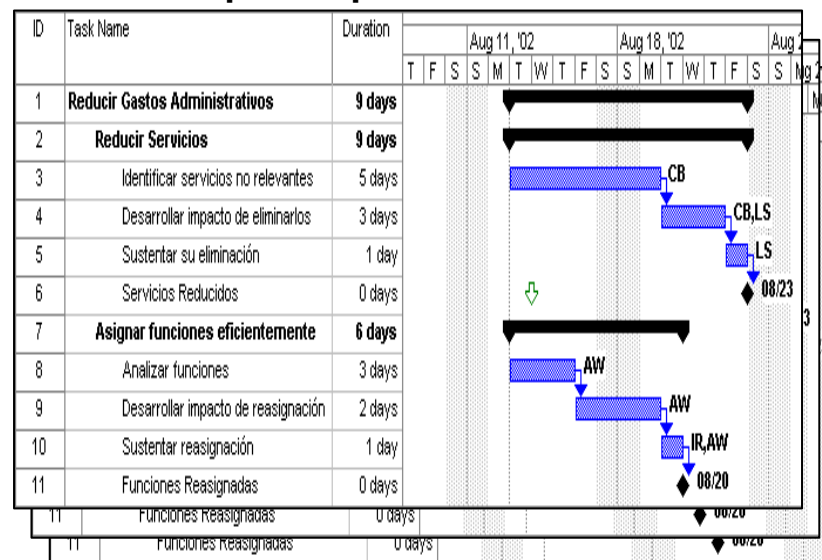 ID Task Name Duration Aug 11, '02 Aug 18, '02 Aug
T F S S M T W T F S S M T W T F S S
1 Reducir Gastos Administrativos 9 days
2 Reducir Servicios 9 days
3 Identificar servicios no relevantes 5 days CB
4 Desarrollar impacto de eliminarlos 3 days CB,LS
5 Sustentar su eliminación 1 day LS
6 Servicios Reducidos 0 days 08/23
7 Asignar funciones eficientemente 6 days 3
8 Analizar funciones 3 days AW
9 Desarrollar impacto de reasignación 2 days AW
10 Sustentar reasignación 1 day IR,AW
11 Funciones Reasignadas 0 days 08/20
11 Funciones Reasignadas 0 days 08/20
11 Funciones Reasignadas 0 days 08/20